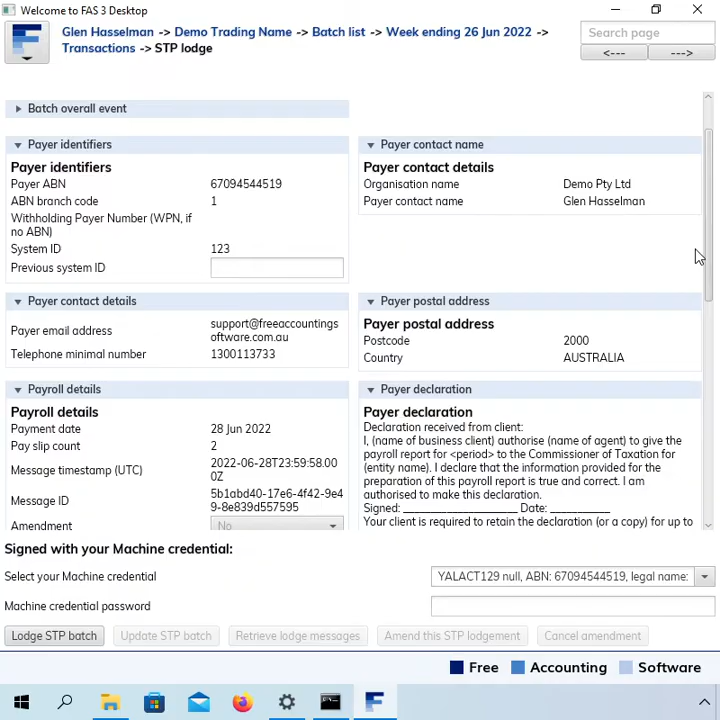 Welcome to FAS 3 Desktop
Glen Hasselman -> Demo Trading Name -> Batch list -> Week ending 26 Jun 2022 ->
Transactions -> STP lodge
Search page
<---
--->
Batch overall event
Payer identifiers
Payer identifiers
Payer ABN 67094544519
ABN branch code 1
Withholding Payer Number (WPN, if
no ABN)
System ID 123
Previous system ID
Payer contact name
Payer contact details
Organisation name Demo Pty Ltd
Payer contact name Glen Hasselman
Payer contact details
Payer email address
support@freeaccountings
oftware.com.au
Telephone minimal number 1300113733
Payer postal address
Payer postal address
Postcode 2000
Country AUSTRALIA
Payroll details
Payroll details
Payment date 28 Jun 2022
Pay slip count 2
Message timestamp (UTC)
2022-06-28T23:59:58.00
0Z
Message ID
5b1abd40-17e6-4f42-9e4
9-8e839d557595
Amendment No
Payer declaration
Payer declaration
Declaration received from client:
I, (name of business client) authorise (name of agent) to give the
payroll report for <period> to the Commissioner of Taxation for
(entity name). I declare that the information provided for the
preparation of this payroll report is true and correct. I am
authorised to make this declaration.
Signed: ____________________ Date: ___________
Your client is required to retain the declaration (or a copy) for up to
Signed with your Machine credential:
Select your Machine credential YALACT129 null, ABN: 67094544519, legal name:
Machine credential password
Lodge STP batch
Update STP batch
Retrieve lodge messages
Amend this STP lodgement
Cancel amendment
Free Accounting Software